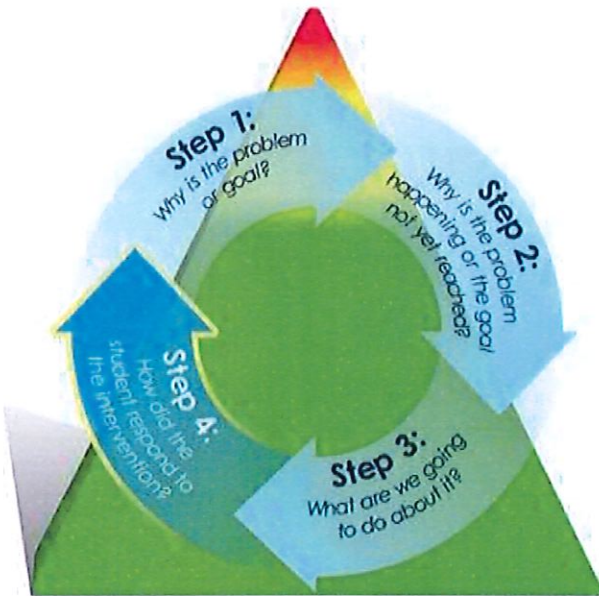 Step 1:
Why is the problem
or goal?
Step 2:
Why is the problem
happening or the goal
not yet reached?
Step 3:
What are we going
to do about it?
Step 4:
How did the
student respond to
the intervention?